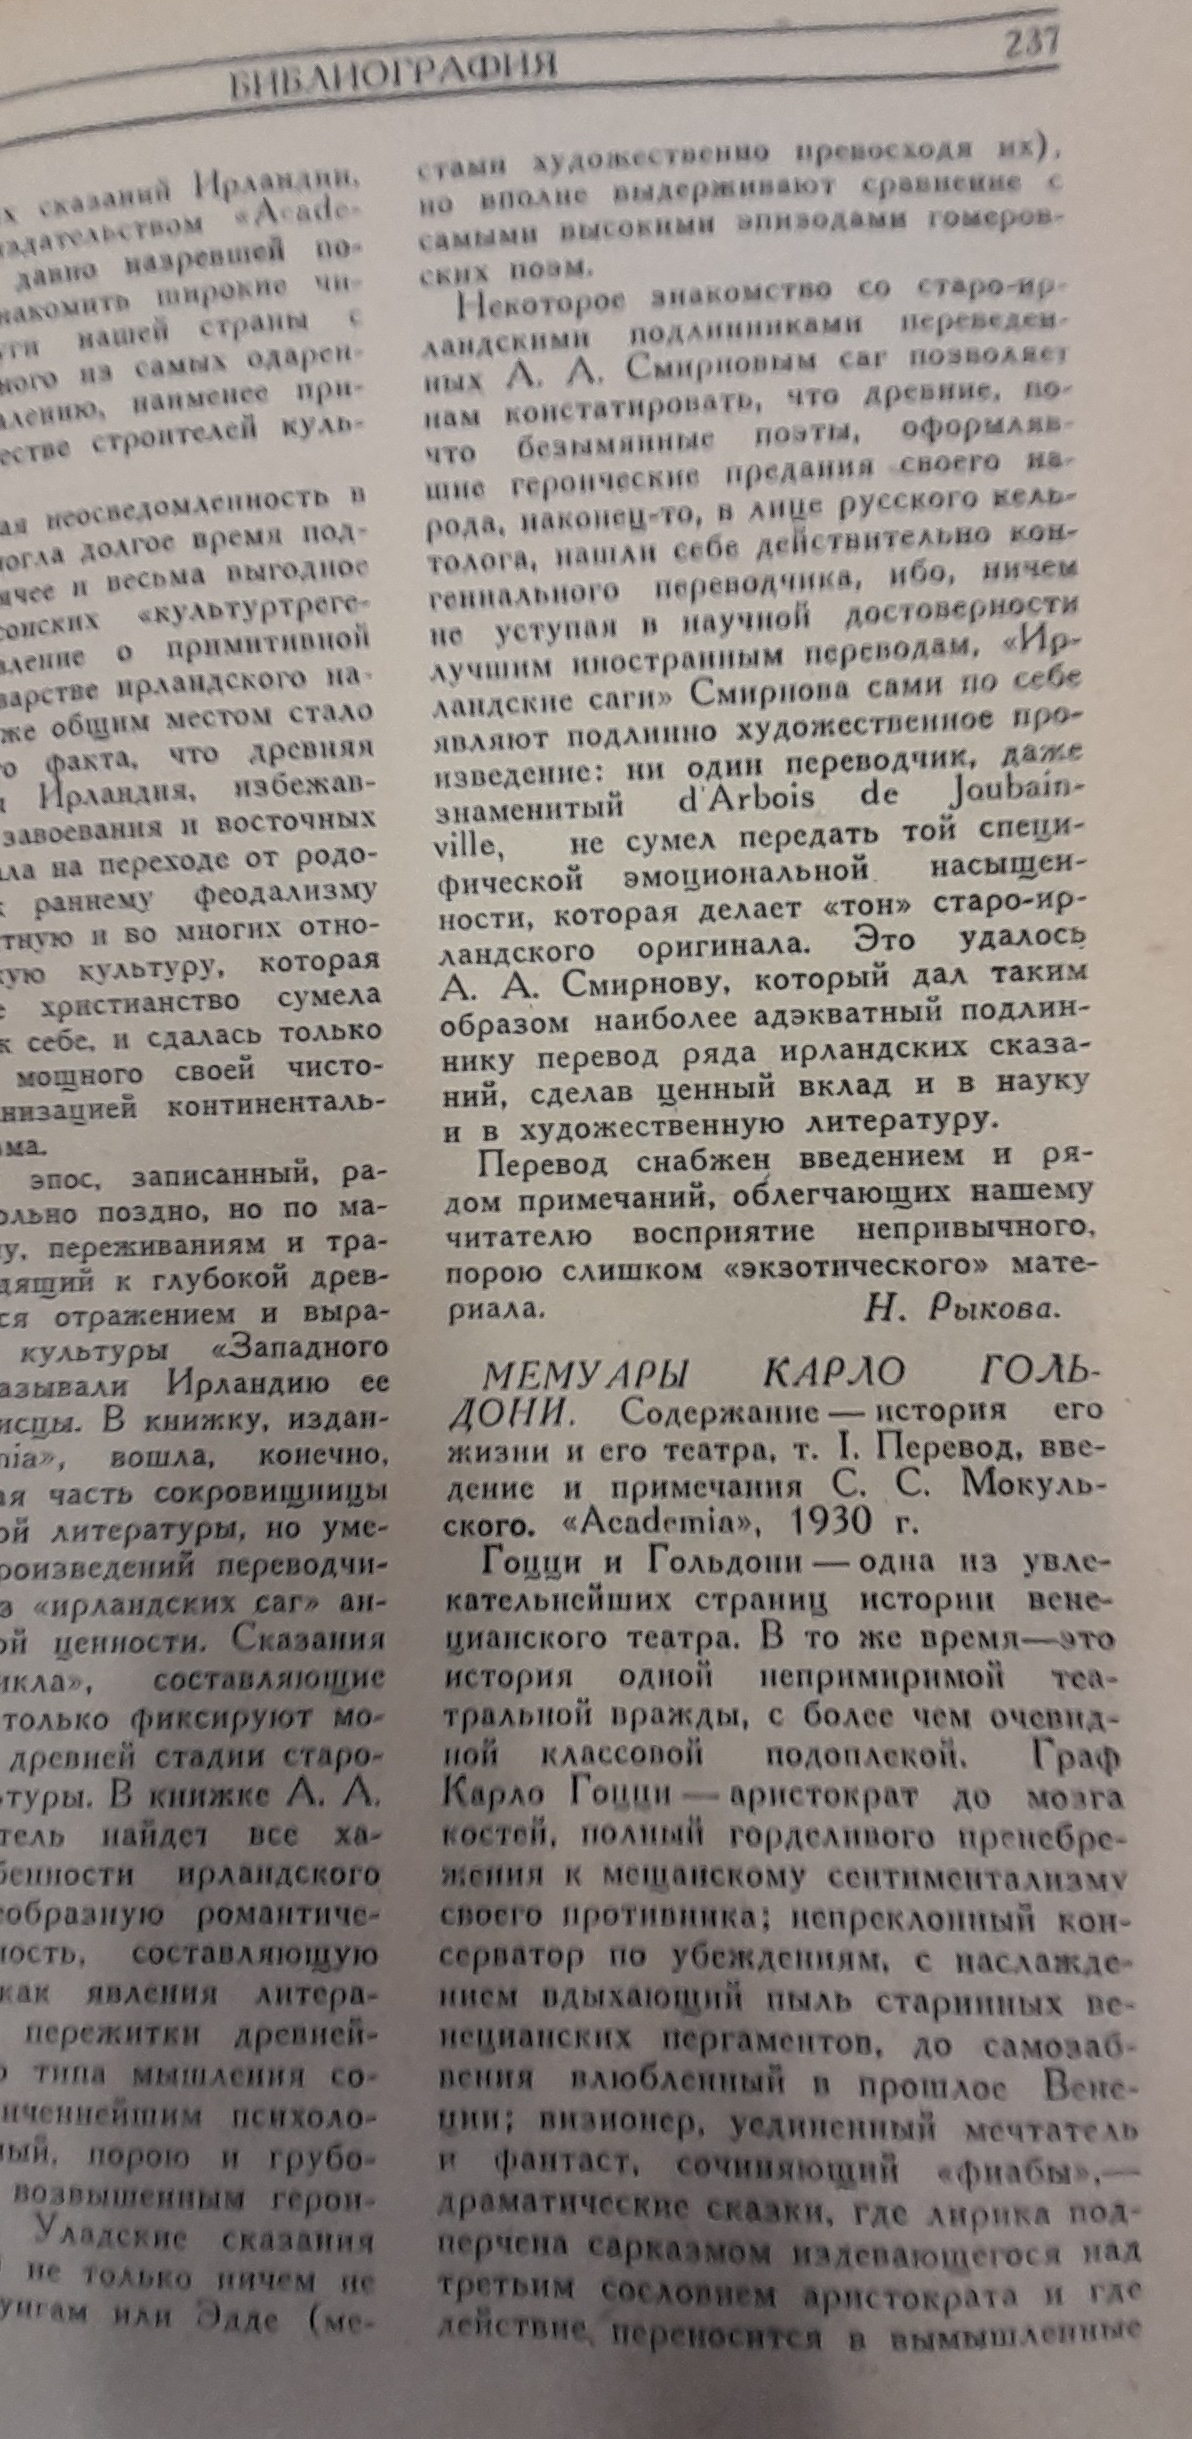 БИБЛИОГРАФИЯ
237
х сказаний Ирландии,
здательством «Acade-
давно назревшей по-
накомить широкие чи-
нашей страны с
ного из самых одарен-
наименее при-
строителей куль-
ая неосведомленность в
могла долгое время под-
и весьма выгодное
«культуртреге-
о примитивной
варстве ирландского на-
же общим местом стало
о факта, что древняя
Ирландия, избежав-
завоевания и восточных
ла на переходе от родо-
к раннему феодализму
тную и во многих отно-
кую культуру, которая
е христианство сумела
к себе, и сдалась только
мощного своей чисто-
низацией континенталь-
зма.
эпос, записанный, ра-
ольно поздно, но по ма-
у, переживаниям и тра-
дящий к глубокой древ-
ся отражением и выра-
культуры «Западного
азывали Ирландию ее
исцы. В книжку, издан-
nia», вошла, конечно,
ая часть сокровищницы
ой литературы, но уме-
роизведений переводчи-
з «ирландских саг» ан-
ой ценности. Сказания
икла», составляющие
только фиксируют мо-
древней стадии старо-
туры. В книжке А. А.
тель найдет все ха-
бенности ирландского
еобразную романтиче-
ность, составляющую
как явления литера-
пережитки древней-
о типа мышления со-
нченнейшим психоло-
ный, порою и грубо-
возвышенным герои-
Уладские сказания
не только ничем не
унгам или Эдде (ме-
стами художественно превосходя их),
но вполне выдерживают сравнение с
самыми высокими эпизодами гомеров-
ских поэм.
Некоторое знакомство со старо-ир-
ландскими подлинниками переведен-
ных А. А. Смирновым саг позволяет
нам констатировать, что древние, по-
что безымянные поэты, оформляв-
шие героические предания своего на-
рода, наконец-то, в лице русского кель-
толога, нашли себе действительно кон-
гениального переводчика, ибо, ничем
не уступая в научной достоверности
лучшим иностранным переводам, «Ир-
ландские саги» Смирнова сами по себе
являют подлинно художественное про-
изведение: ни один переводчик, даже
знаменитый d'Arbois de Joubain-
ville, не сумел передать той специ-
фической эмоциональной насыщен-
ности, которая делает «тон» старо-ир-
ландского оригинала. Это удалось
А. А. Смирнову, который дал таким
образом наиболее адэкватный подлин-
нику перевод ряда ирландских сказа-
ний, сделав ценный вклад и в науку
и в художественную литературу.
Перевод снабжен введением и ря-
дом примечаний, облегчающих нашему
читателю восприятие непривычного,
порою слишком «экзотического» мате-
риала. Н. Рыкова.
МЕМУАРЫ КАРЛО ГОЛЬ-
ДОНИ. Содержание — история его
жизни и его театра, т. I. Перевод, вве-
дение и примечания С. С. Мокуль-
ского. «Academia», 1930 г.
Гоцци и Гольдони — одна из увле-
кательнейших страниц истории вене-
цианского театра. В то же время—это
история одной непримиримой теа-
тральной вражды, с более чем очевид-
ной классовой подоплекой. Граф
Карло Гоцци — аристократ до мозга
костей, полный горделивого пренебре-
жения к мещанскому сентиментализму
своего противника; непреклонный кон-
серватор по убеждениям, с наслажде-
нием вдыхающий пыль старинных ве-
нецианских пергаментов, до самозаб-
вения влюбленный в прошлое Вене-
ции; визионер, уединенный мечтатель
и фантаст, сочиняющий «фиабы»,—
драматические сказки, где лирика под-
перчена сарказмом издевающегося над
третьим сословием аристократа и где
действие переносится в вымышленные